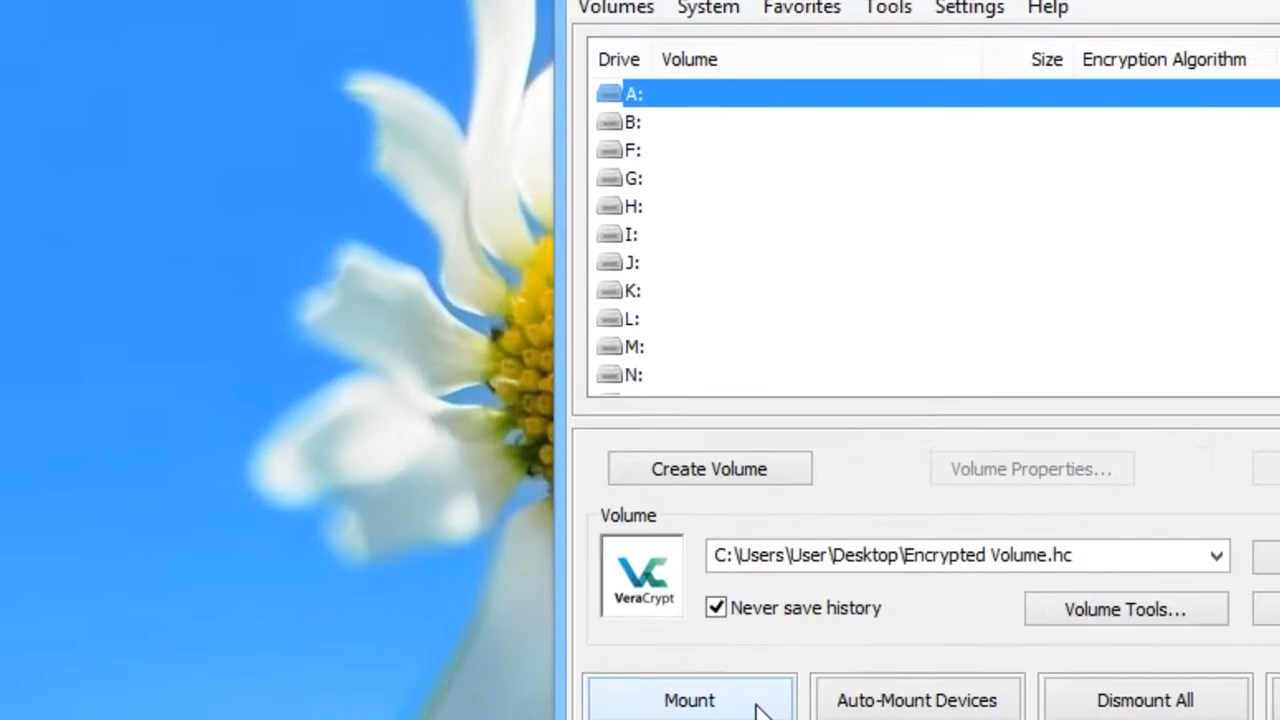 Volumes System Favorites Tools Settings Help
Drive Volume Size Encryption Algorithm
A:
B:
F:
G:
H:
I:
J:
K:
L:
M:
N:
Create Volume Volume Properties...
Volume
C:\Users\User\Desktop\Encrypted Volume.hc
VC
VeraCrypt
Never save history Volume Tools...
Mount Auto-Mount Devices Dismount All